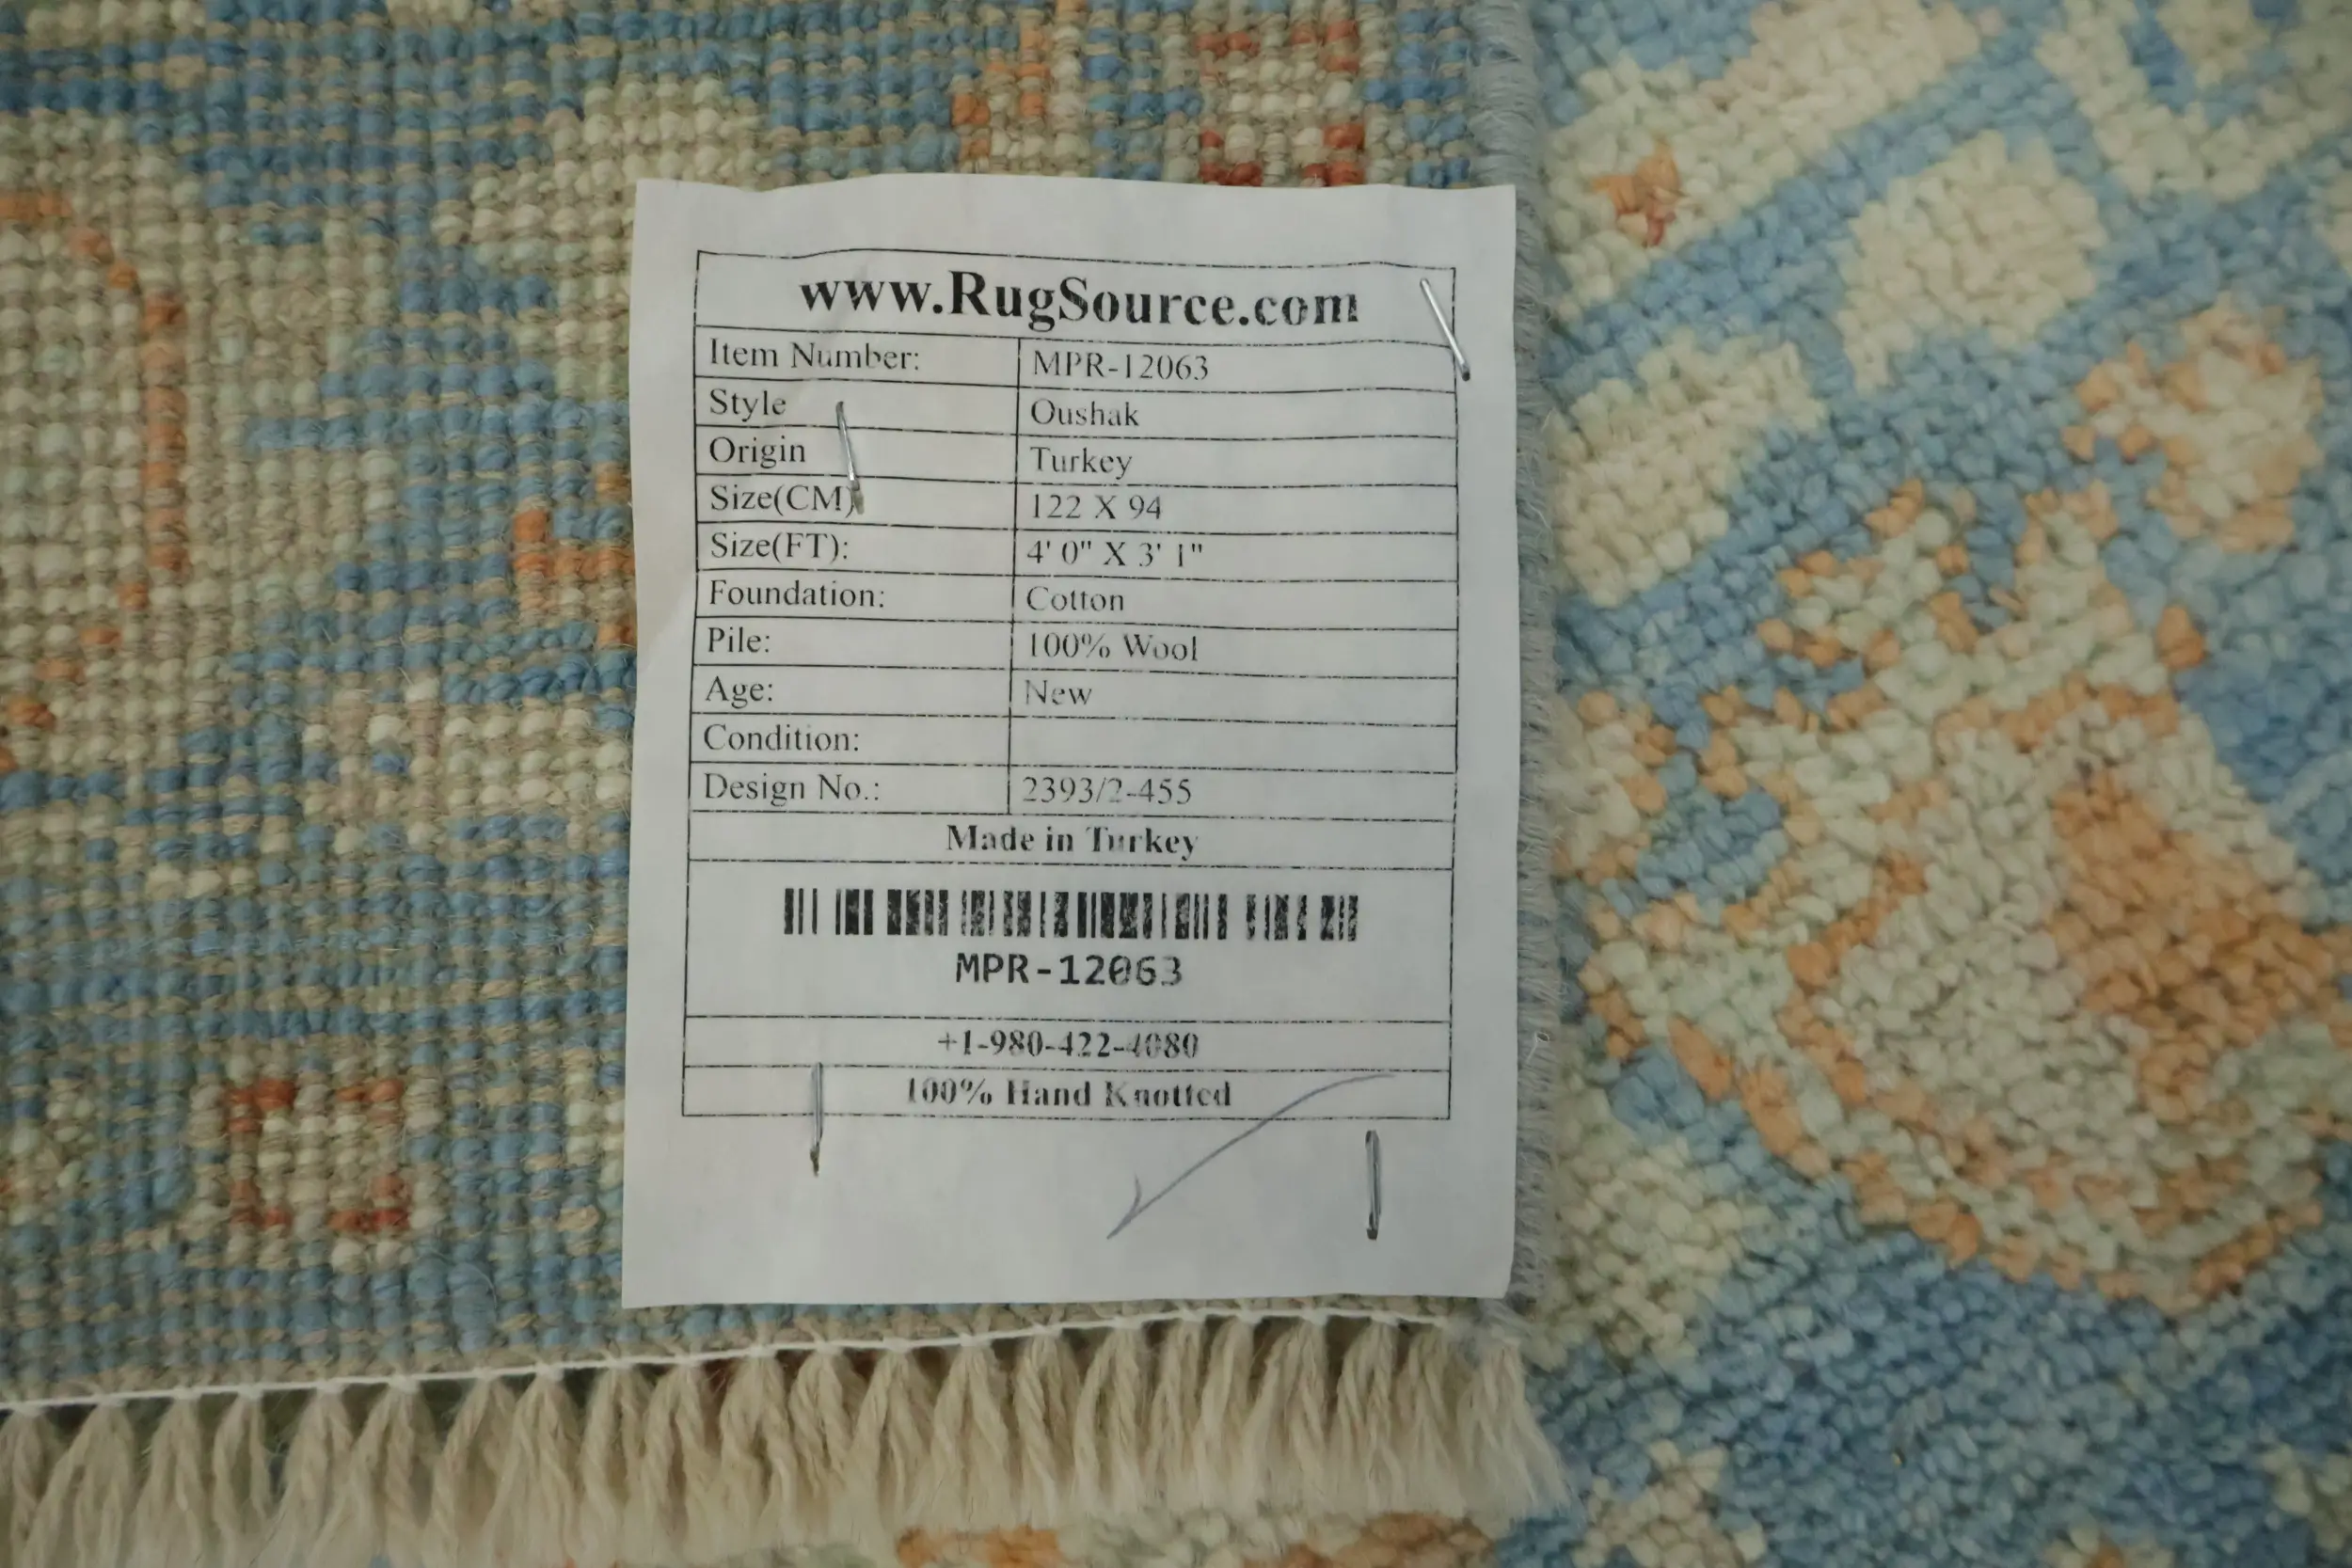 www.RugSource.com
Item Number: MPR-12063
Style Oushak
Origin Turkey
Size(CM) 122 X 94
Size(FT): 4' 0" X 3' 1"
Foundation: Cotton
Pile: 100% Wool
Age: New
Condition:
Design No.: 2393/2-455
Made in Turkey
MPR-12063
+1-980-422-4080
100% Hand Knotted